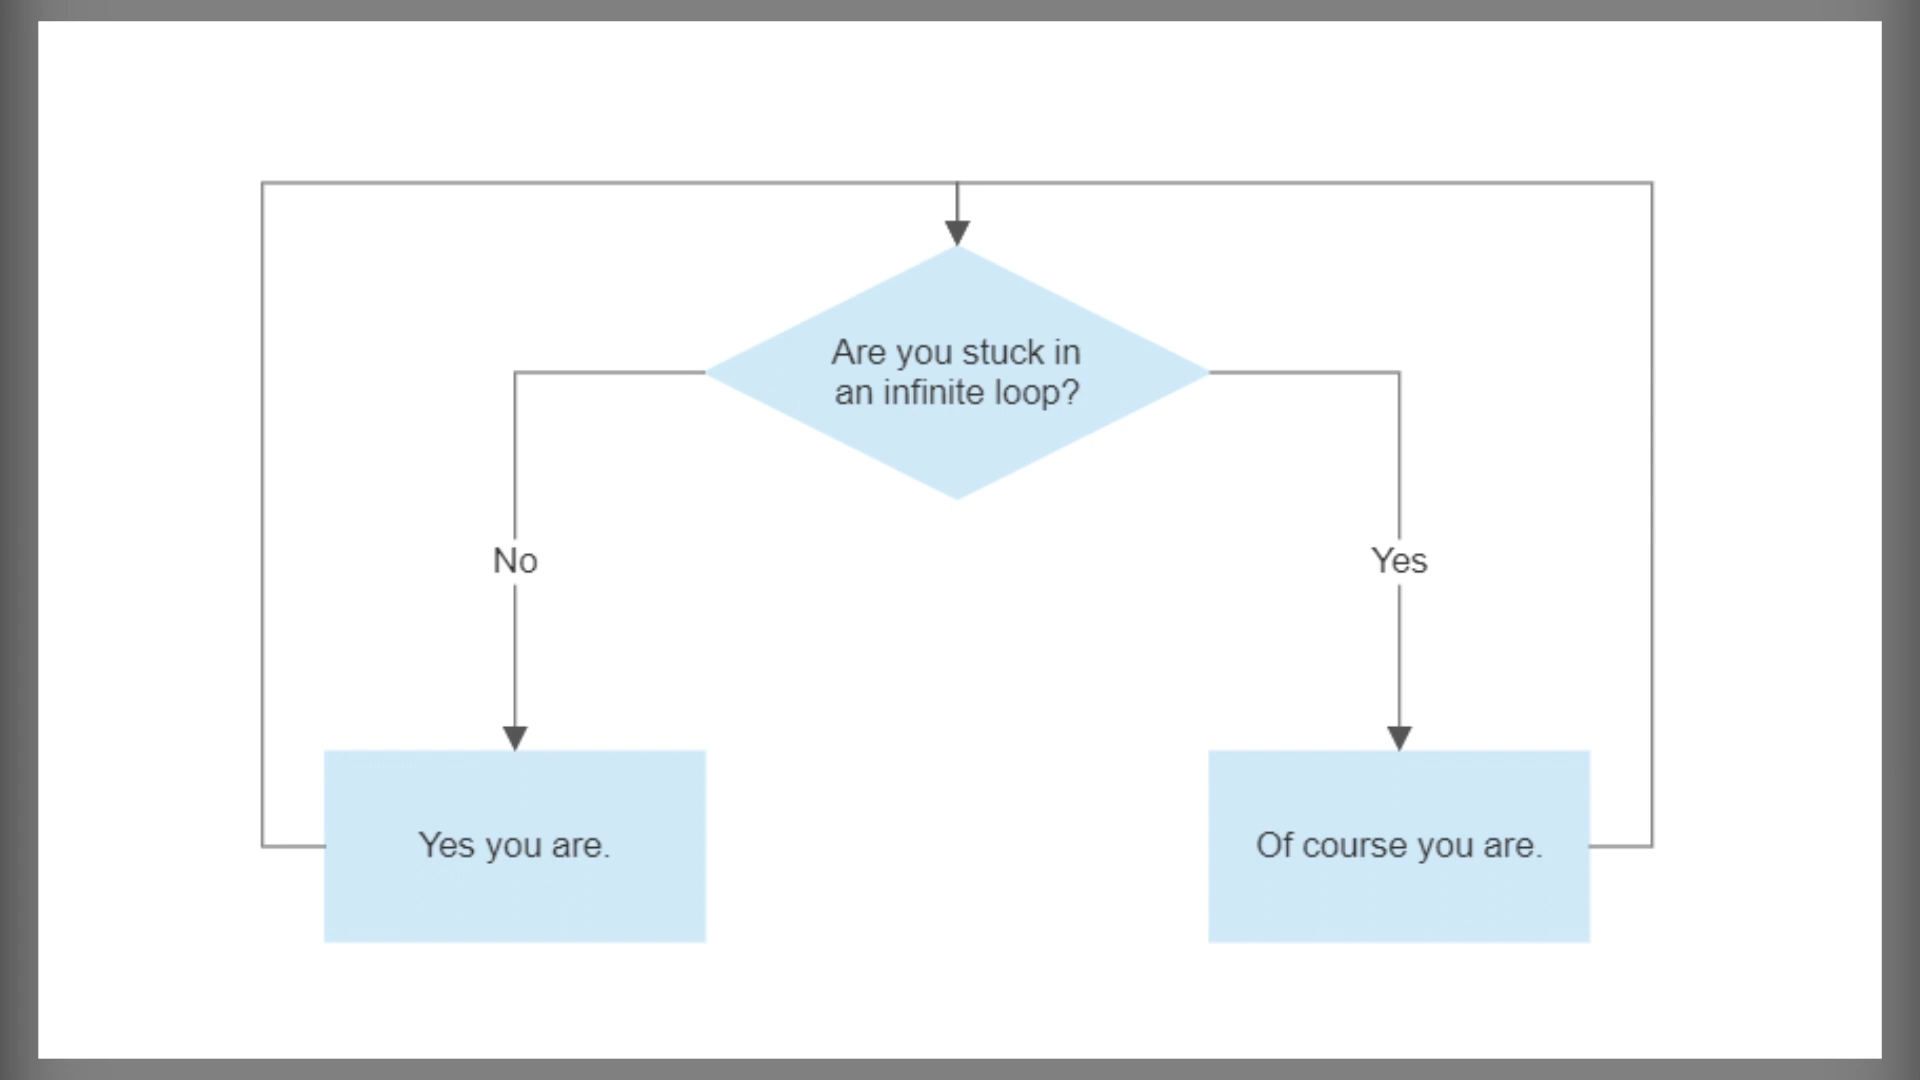 Are you stuck in
an infinite loop?
No
Yes
Yes you are.
Of course you are.